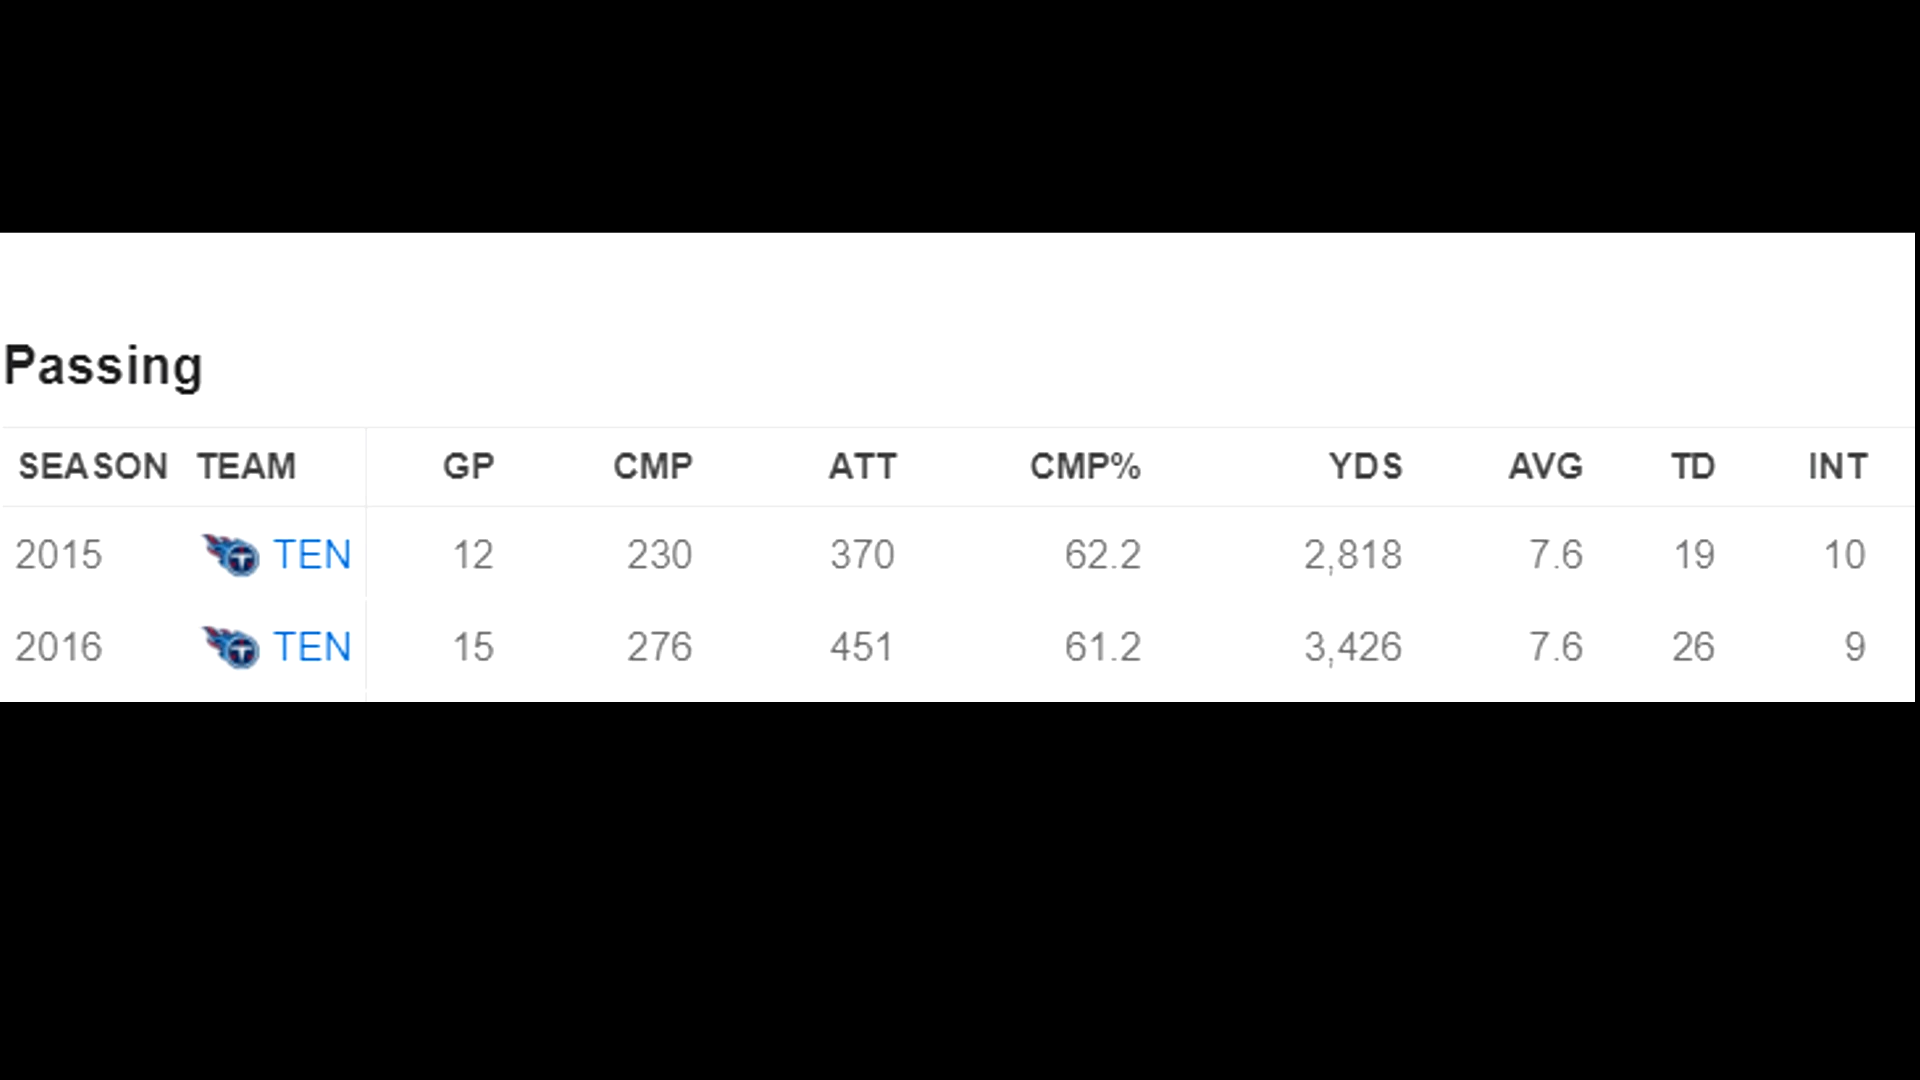 Passing
SEASON TEAM GP CMP ATT CMP% YDS AVG TD INT
2015 TEN 12 230 370 62.2 2,818 7.6 19 10
2016 TEN 15 276 451 61.2 3,426 7.6 26 9